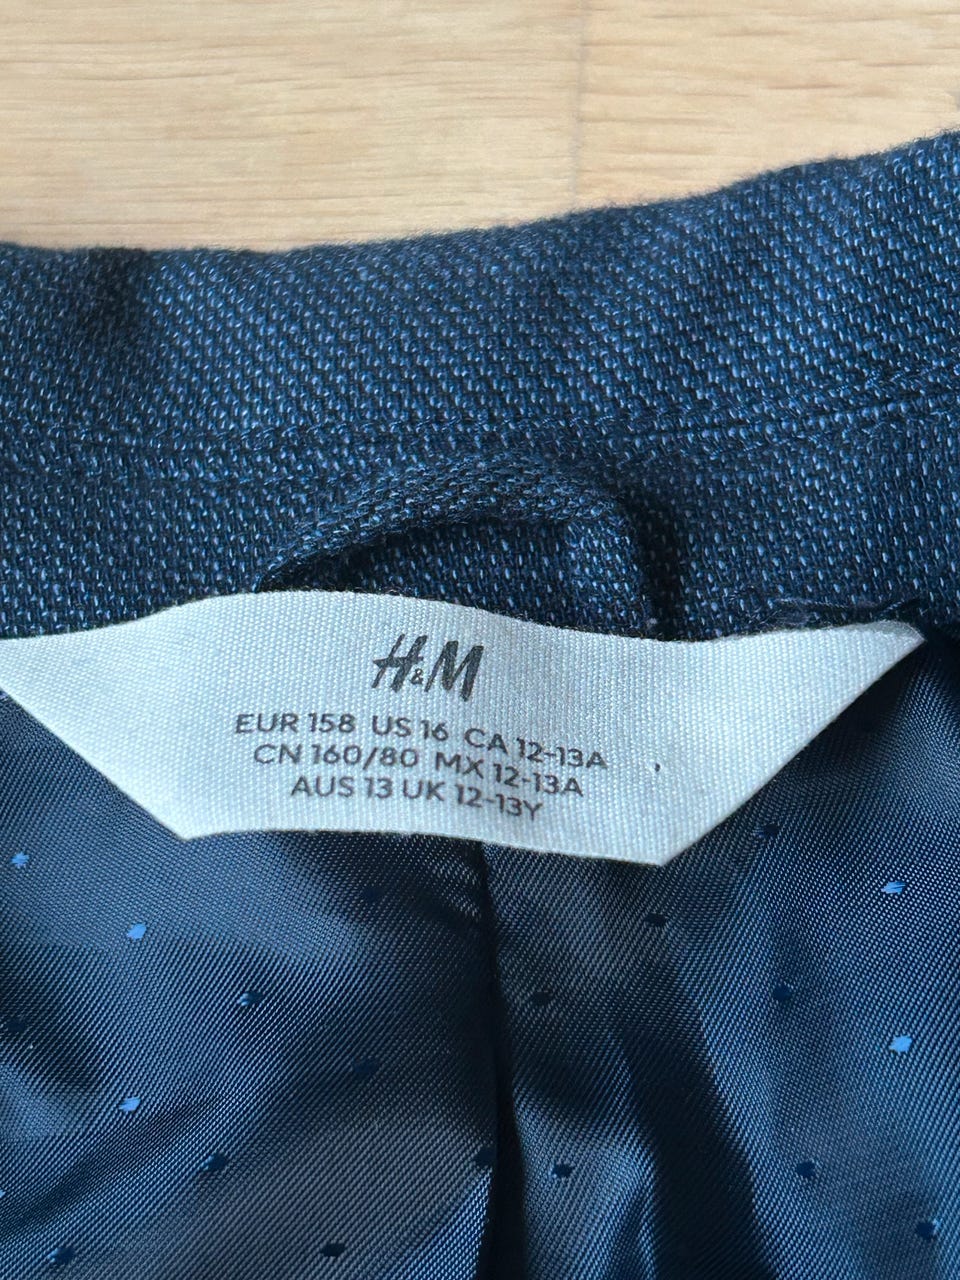 H&M
EUR 158 US 16 CA 12-13A
CN 160/80 MX 12-13A
AUS 13 UK 12-13Y